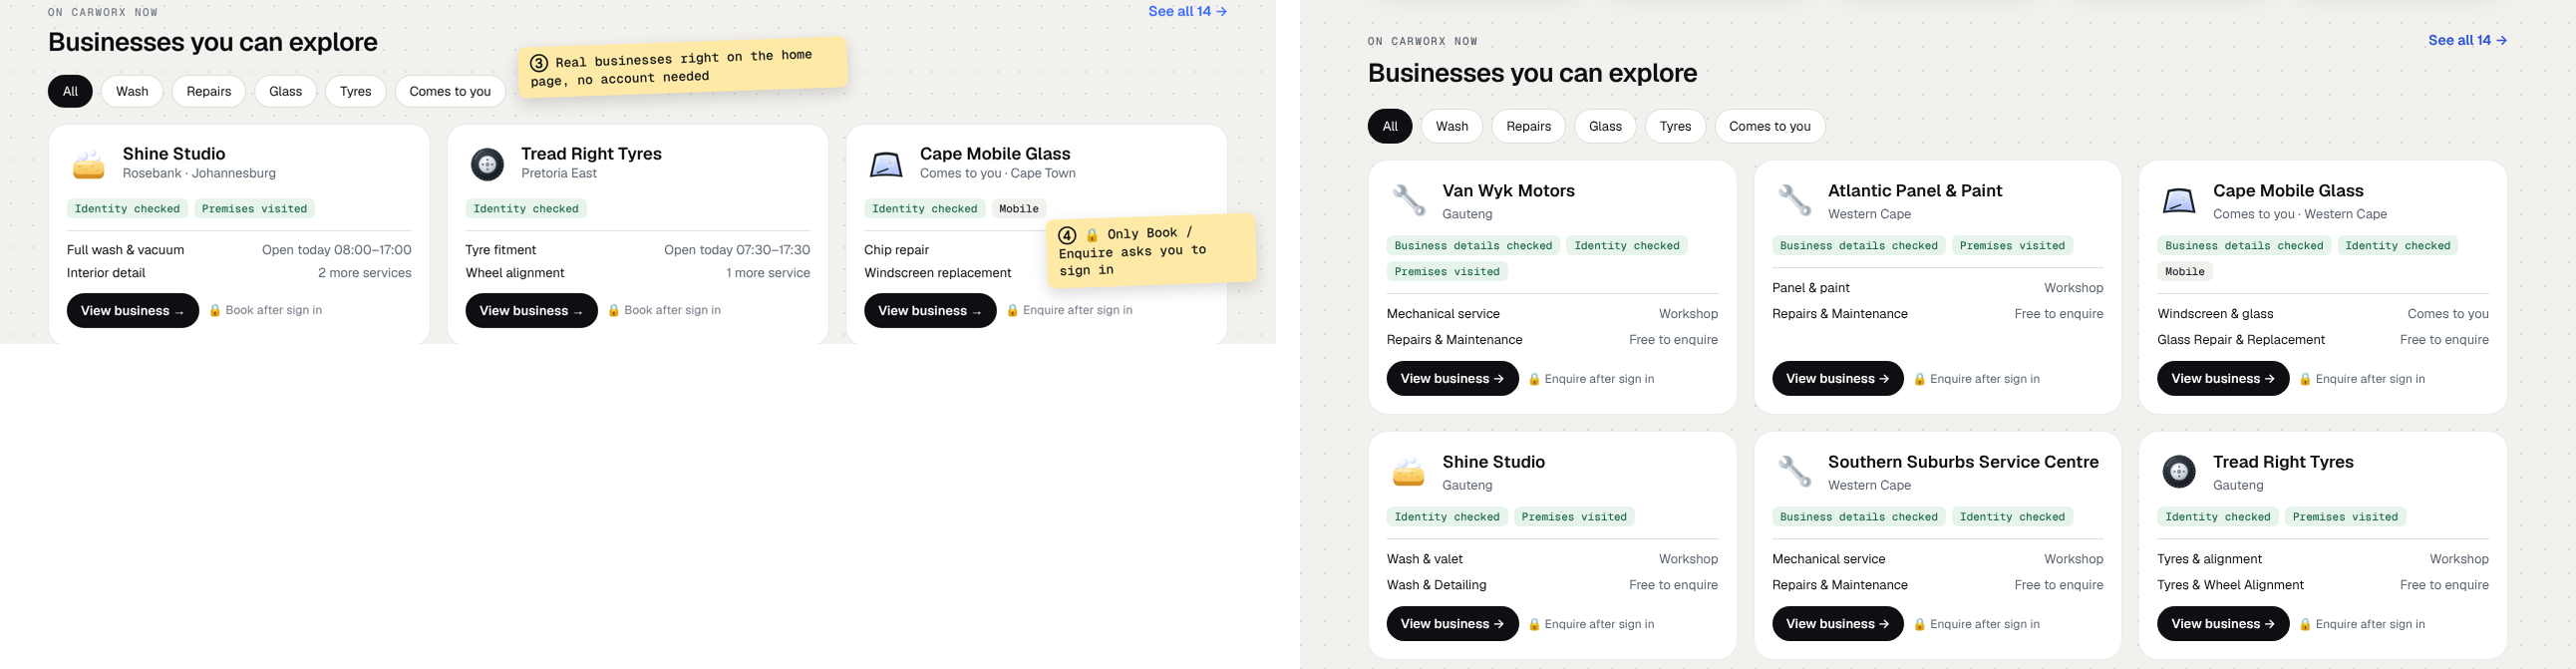 ON CARWORX NOW
See all 14 →
Businesses you can explore
③ Real businesses right on the home
page, no account needed
All
Wash
Repairs
Glass
Tyres
Comes to you
Shine Studio
Rosebank · Johannesburg
Identity checked
Premises visited
Full wash & vacuum
Open today 08:00–17:00
Interior detail
2 more services
View business →
🔒 Book after sign in
Tread Right Tyres
Pretoria East
Identity checked
Tyre fitment
Open today 07:30–17:30
Wheel alignment
1 more service
View business →
🔒 Book after sign in
Cape Mobile Glass
Comes to you · Cape Town
Identity checked
Mobile
④ 🔒 Only Book /
Enquire asks you to
sign in
Chip repair
Windscreen replacement
View business →
🔒 Enquire after sign in
ON CARWORX NOW
See all 14 →
Businesses you can explore
All
Wash
Repairs
Glass
Tyres
Comes to you
Van Wyk Motors
Gauteng
Business details checked
Identity checked
Premises visited
Mechanical service
Workshop
Repairs & Maintenance
Free to enquire
View business →
🔒 Enquire after sign in
Atlantic Panel & Paint
Western Cape
Business details checked
Premises visited
Panel & paint
Workshop
Repairs & Maintenance
Free to enquire
View business →
🔒 Enquire after sign in
Cape Mobile Glass
Comes to you · Western Cape
Business details checked
Identity checked
Mobile
Windscreen & glass
Comes to you
Glass Repair & Replacement
Free to enquire
View business →
🔒 Enquire after sign in
Shine Studio
Gauteng
Identity checked
Premises visited
Wash & valet
Workshop
Wash & Detailing
Free to enquire
View business →
🔒 Enquire after sign in
Southern Suburbs Service Centre
Western Cape
Business details checked
Identity checked
Mechanical service
Workshop
Repairs & Maintenance
Free to enquire
View business →
🔒 Enquire after sign in
Tread Right Tyres
Gauteng
Identity checked
Premises visited
Tyres & alignment
Workshop
Tyres & Wheel Alignment
Free to enquire
View business →
🔒 Enquire after sign in